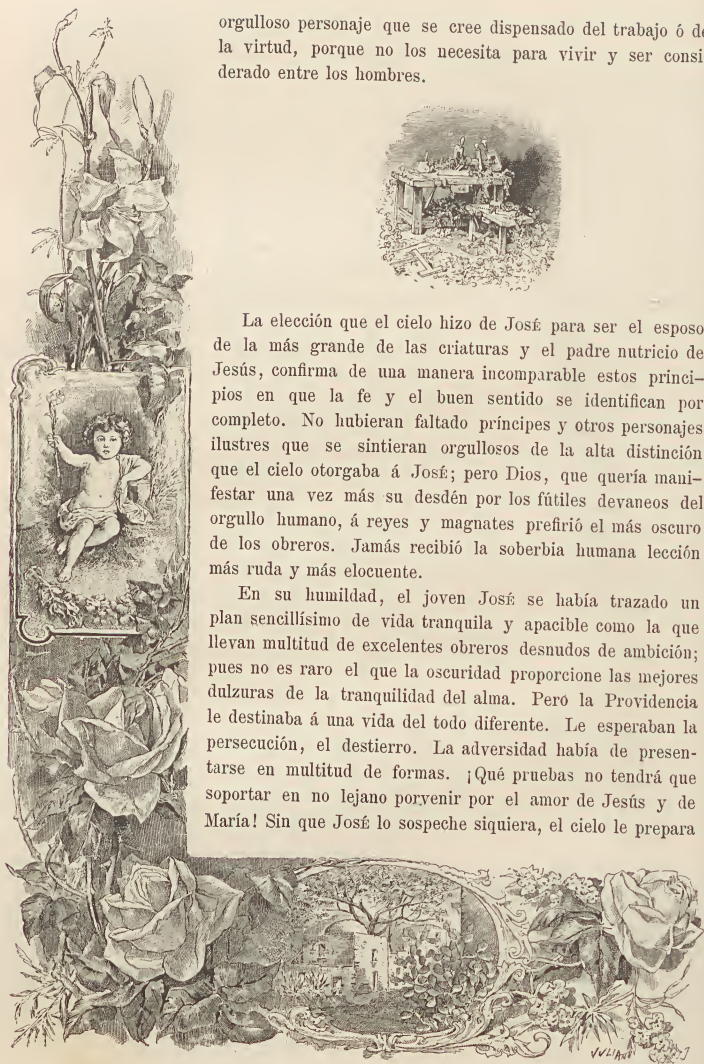 orgulloso personaje que se cree dispensado del trabajo ó de
la virtud, porque no los necesita para vivir y ser consi
derado entre los hombres.
La elección que el cielo hizo de JOSÉ para ser el esposo
de la más grande de las criaturas y el padre nutricio de
Jesús, confirma de una manera incomparable estos princi-
pios en que la fe y el buen sentido se identifican por
completo. No hubieran faltado príncipes y otros personajes
ilustres que se sintieran orgullosos de la alta distinción
que el cielo otorgaba á JOSÉ; pero Dios, que quería mani-
festar una vez más su desdén por los fútiles devaneos del
orgullo humano, á reyes y magnates prefirió el más oscuro
de los obreros. Jamás recibió la soberbia humana lección
más ruda y más elocuente.
En su humildad, el joven JOSÉ se había trazado un
plan sencillísimo de vida tranquila y apacible como la que
llevan multitud de excelentes obreros desnudos de ambición;
pues no es raro el que la oscuridad proporcione las mejores
dulzuras de la tranquilidad del alma. Pero la Providencia
le destinaba á una vida del todo diferente. Le esperaban la
persecución, el destierro. La adversidad había de presen-
tarse en multitud de formas. ¡Qué pruebas no tendrá que
soportar en no lejano porvenir por el amor de Jesús y de
María! Sin que JOSÉ lo sospeche siquiera, el cielo le prepara